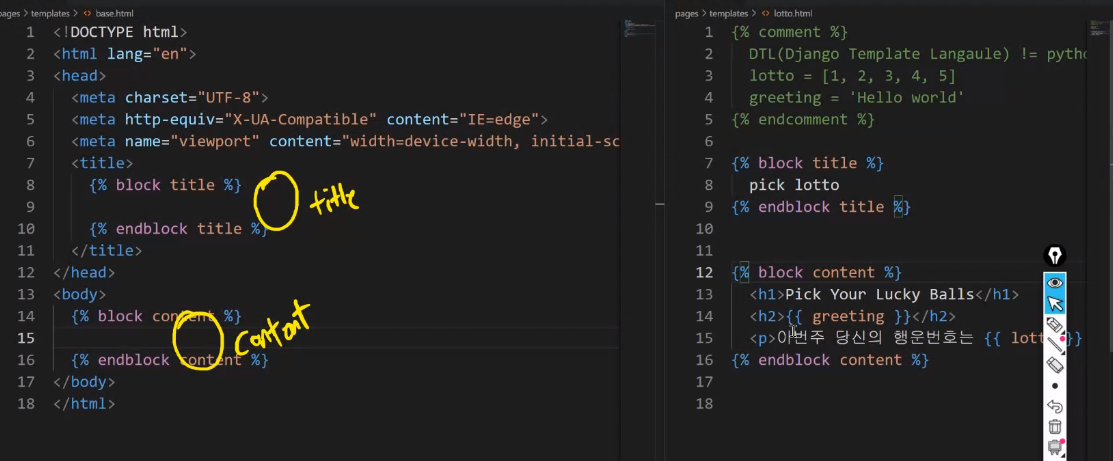 pages > templates > base.html
1 <!DOCTYPE html>
2 <html lang="en">
3 <head>
4 <meta charset="UTF-8">
5 <meta http-equiv="X-UA-Compatible" content="IE=edge">
6 <meta name="viewport" content="width=device-width, initial-sc
7 <title>
8 {% block title %}
9
10 {% endblock title %}
11 </title>
12 </head>
13 <body>
14 {% block content %}
15
16 {% endblock content %}
17 </body>
18 </html>
title
content
pages > templates > lotto.html
1 {% comment %}
2 DTL(Django Template Langaule) != pytho
3 lotto = [1, 2, 3, 4, 5]
4 greeting = 'Hello world'
5 {% endcomment %}
6
7 {% block title %}
8 pick lotto
9 {% endblock title %}
10
11
12 {% block content %}
13 <h1>Pick Your Lucky Balls</h1>
14 <h2>{{ greeting }}</h2>
15 <p>이번주 당신의 행운번호는 {{ lott }}
16 {% endblock content %}
17
18